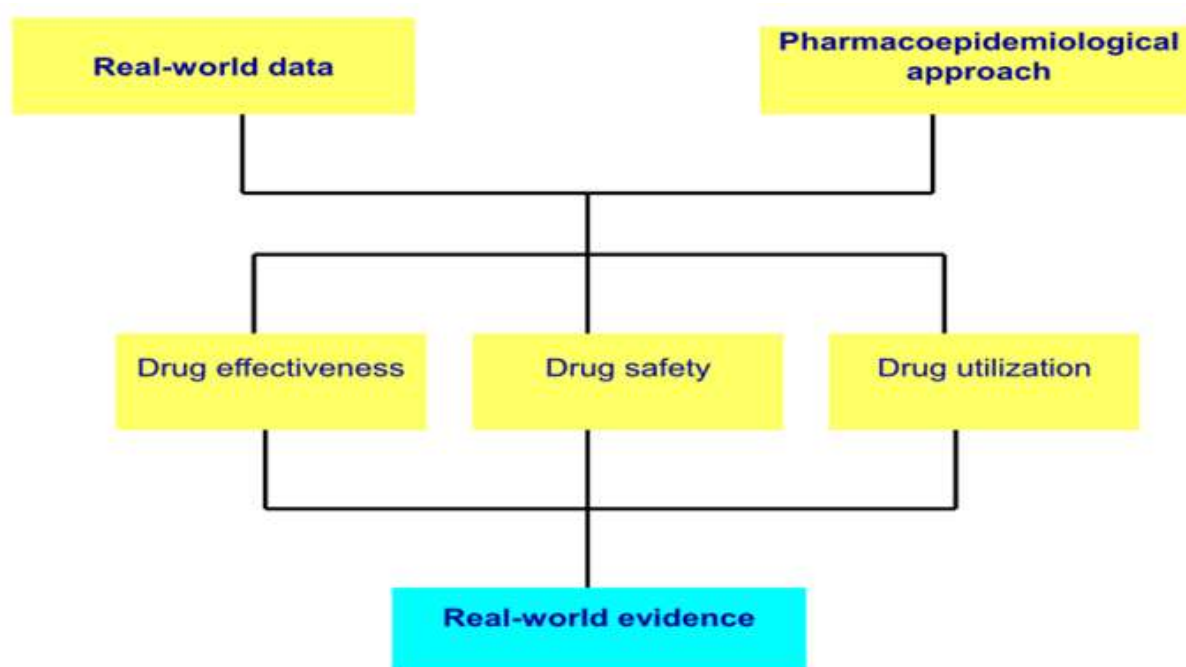 Real-world data
Pharmacoepidemiological
approach
Drug effectiveness
Drug safety
Drug utilization
Real-world evidence